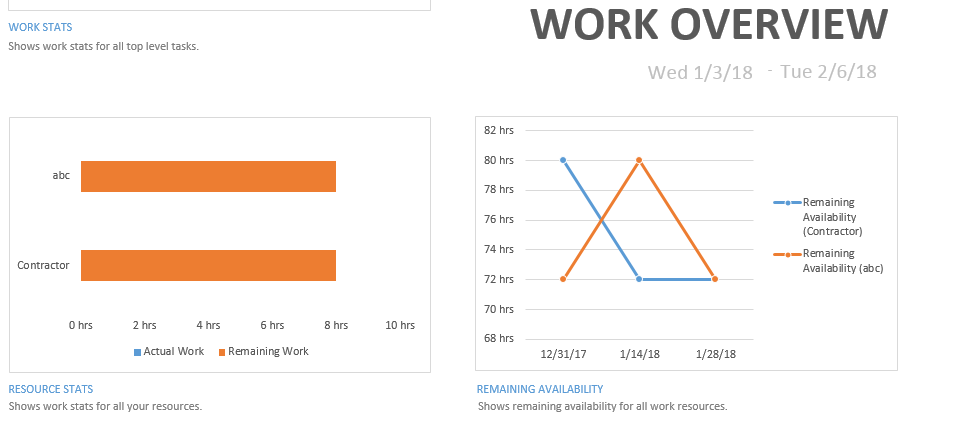 WORK STATS
Shows work stats for all top level tasks.
WORK OVERVIEW
Wed 1/3/18 - Tue 2/6/18
abc
Contractor
0 hrs 2 hrs 4 hrs 6 hrs 8 hrs 10 hrs
Actual Work Remaining Work
RESOURCE STATS
Shows work stats for all your resources.
82 hrs
80 hrs
78 hrs
76 hrs
74 hrs
72 hrs
70 hrs
68 hrs
12/31/17 1/14/18 1/28/18
Remaining
Availability
(Contractor)
Remaining
Availability (abc)
REMAINING AVAILABILITY
Shows remaining availability for all work resources.